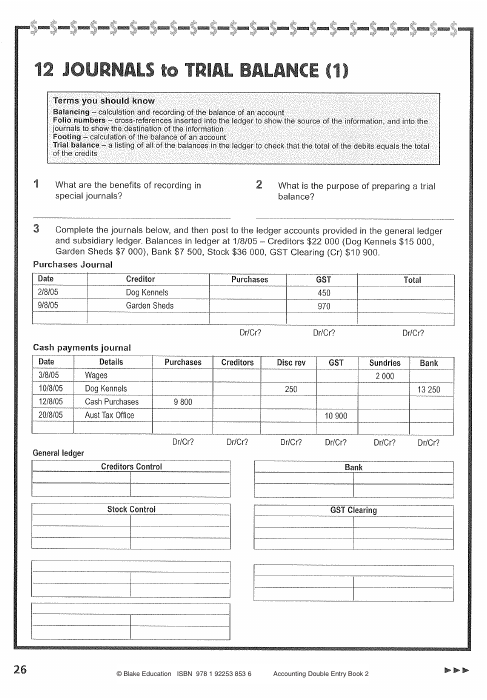 12 JOURNALS to TRIAL BALANCE (1)
Terms you should know
Balancing – calculation and recording of the balance of an account
Folio numbers – cross-references inserted into the ledger to show the source of the information, and into the
journals to show the destination of the information
Footing – calculation of the balance of an account
Trial balance – a listing of all of the balances in the ledger to check that the total of the debits equals the total
of the credits
1 What are the benefits of recording in
special journals?
2 What is the purpose of preparing a trial
balance?
3 Complete the journals below, and then post to the ledger accounts provided in the general ledger
and subsidiary ledger. Balances in ledger at 1/8/05 – Creditors $22 000 (Dog Kennels $15 000,
Garden Sheds $7 000), Bank $7 500, Stock $36 000, GST Clearing (Cr) $10 900.
Purchases Journal
Date Creditor Purchases GST Total
2/8/05 Dog Kennels 450
9/8/05 Garden Sheds 970
Dr/Cr? Dr/Cr? Dr/Cr?
Cash payments journal
Date Details Purchases Creditors Disc rev GST Sundries Bank
3/8/05 Wages 2 000
10/8/05 Dog Kennels 250 13 250
12/8/05 Cash Purchases 9 800
20/8/05 Aust Tax Office 10 900
Dr/Cr? Dr/Cr? Dr/Cr? Dr/Cr? Dr/Cr? Dr/Cr?
General ledger
Creditors Control Bank
Stock Control GST Clearing
26
© Blake Education ISBN 978 1 92253 853 6 Accounting Double Entry Book 2